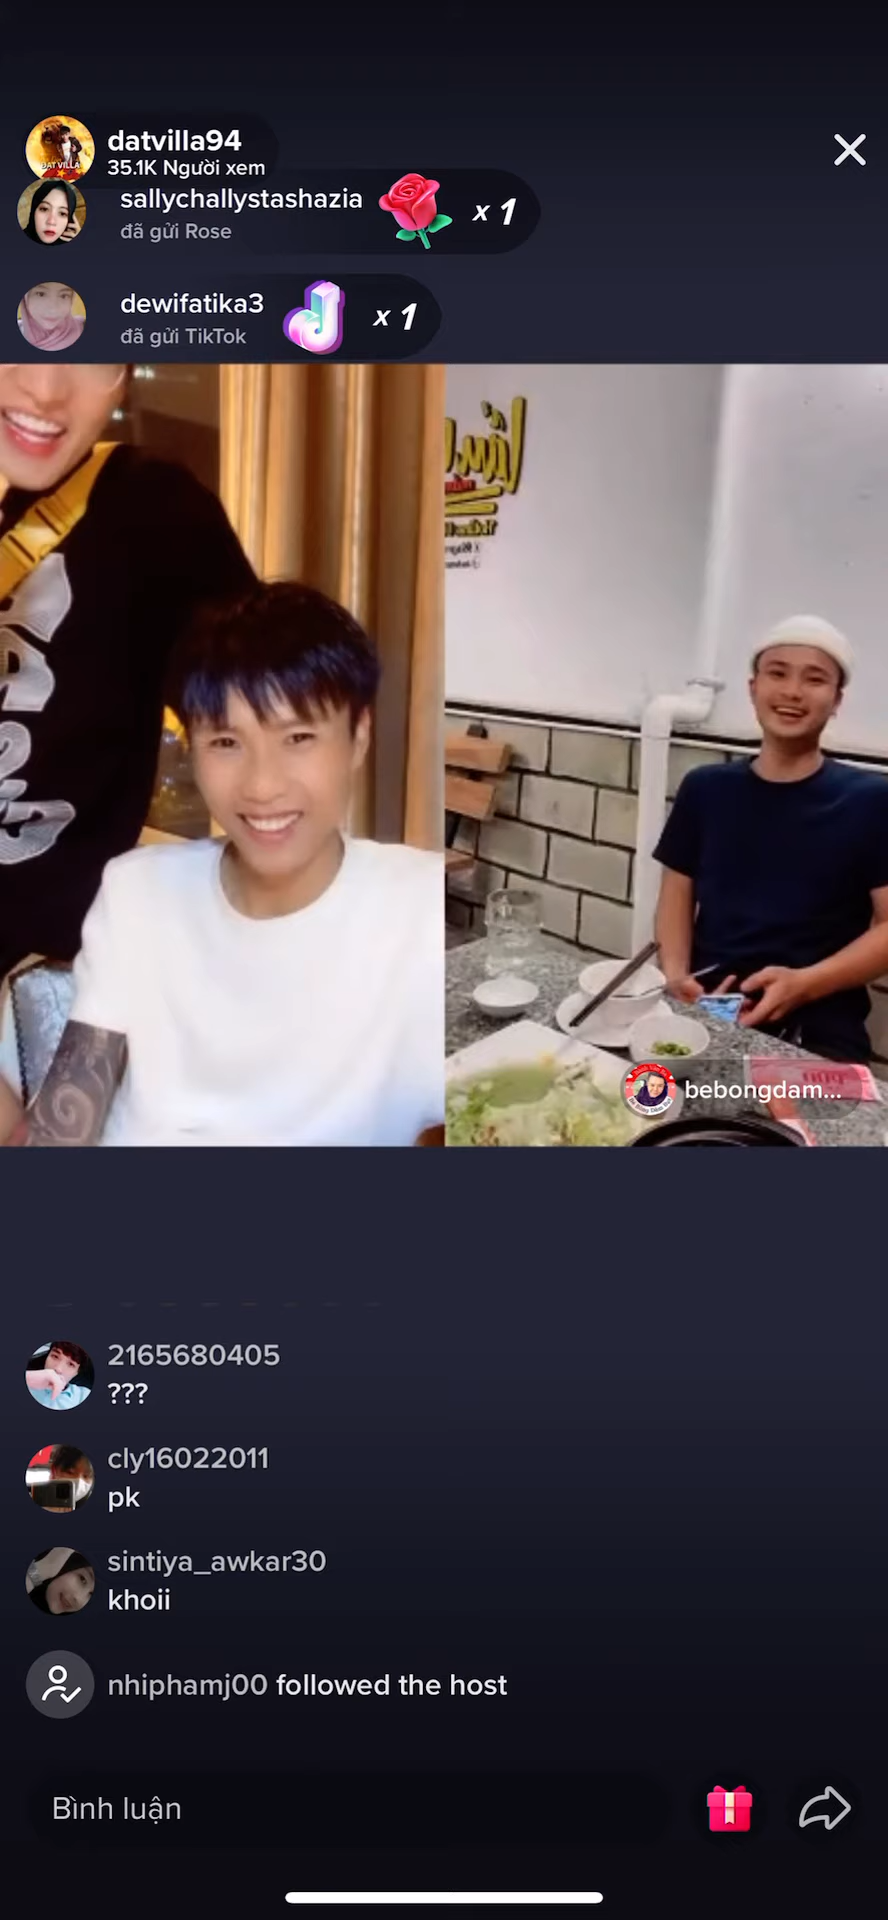 datvilla94
35.1K Người xem
sallychallystashazia
đã gửi Rose
x 1
dewifatika3
đã gửi TikTok
x 1
bebongdam...
2165680405
???
cly16022011
pk
sintiya_awkar30
khoii
nhiphamj00 followed the host
Bình luận